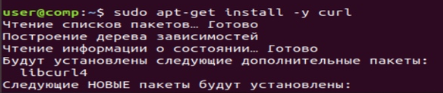 user@comp:~$ sudo apt-get install -y curl
Чтение списков пакетов… Готово
Построение дерева зависимостей
Чтение информации о состоянии… Готово
Будут установлены следующие дополнительные пакеты:
  libcurl4
Следующие НОВЫЕ пакеты будут установлены: